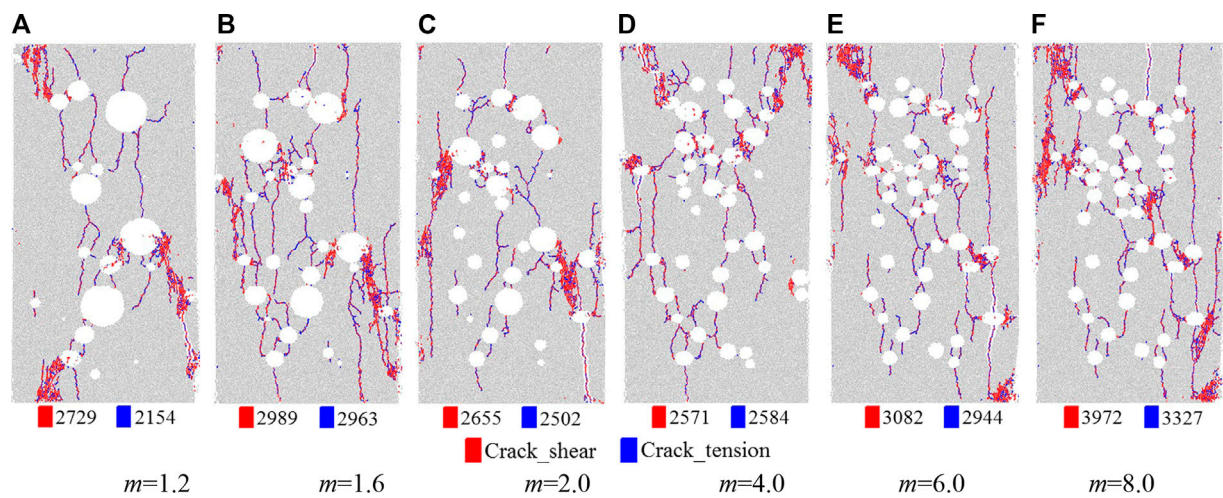 A B C D E F
2729 2154 2989 2963 2655 2502 2571 2584 3082 2944 3972 3327
Crack_shear Crack_tension
m=1.2 m=1.6 m=2.0 m=4.0 m=6.0 m=8.0